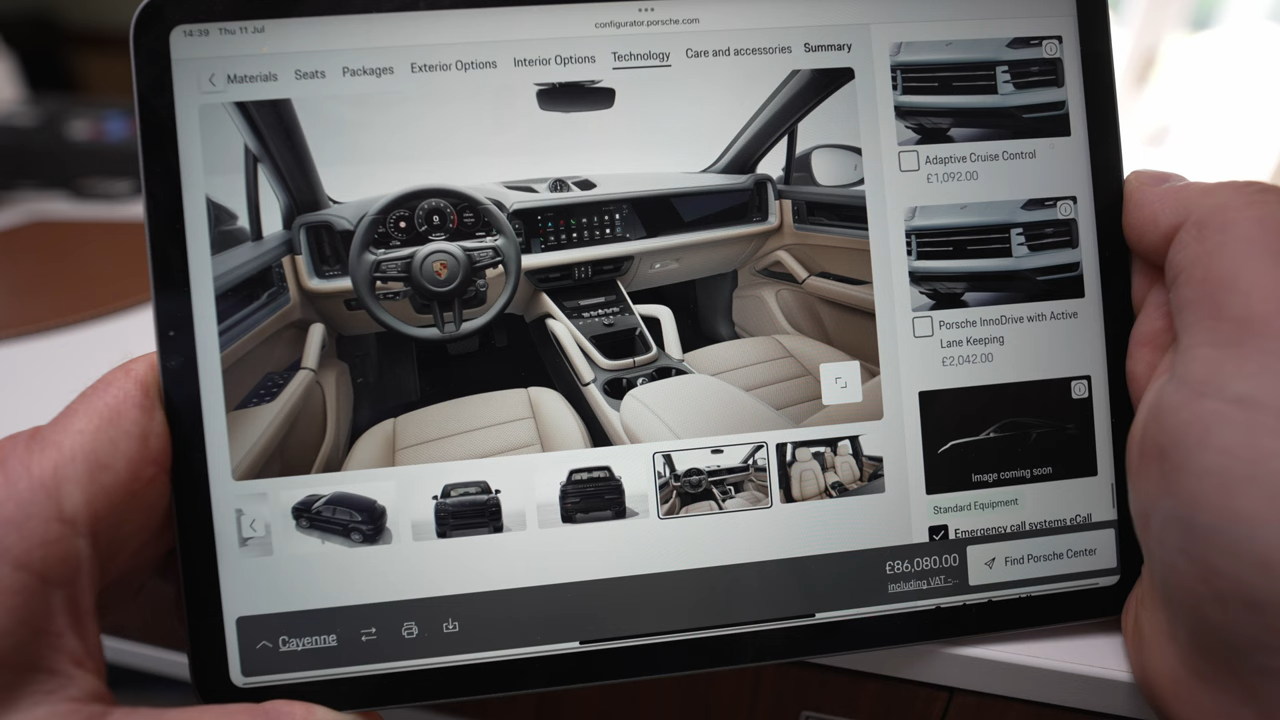 14:39 Thu 11 Jul
configurator.porsche.com
Materials Seats Packages Exterior Options Interior Options Technology Care and accessories Summary
Adaptive Cruise Control
£1,092.00
Porsche InnoDrive with Active
Lane Keeping
£2,042.00
Image coming soon
Standard Equipment
Emergency call systems eCall
£86,080.00
including VAT -...
Find Porsche Center
Cayenne